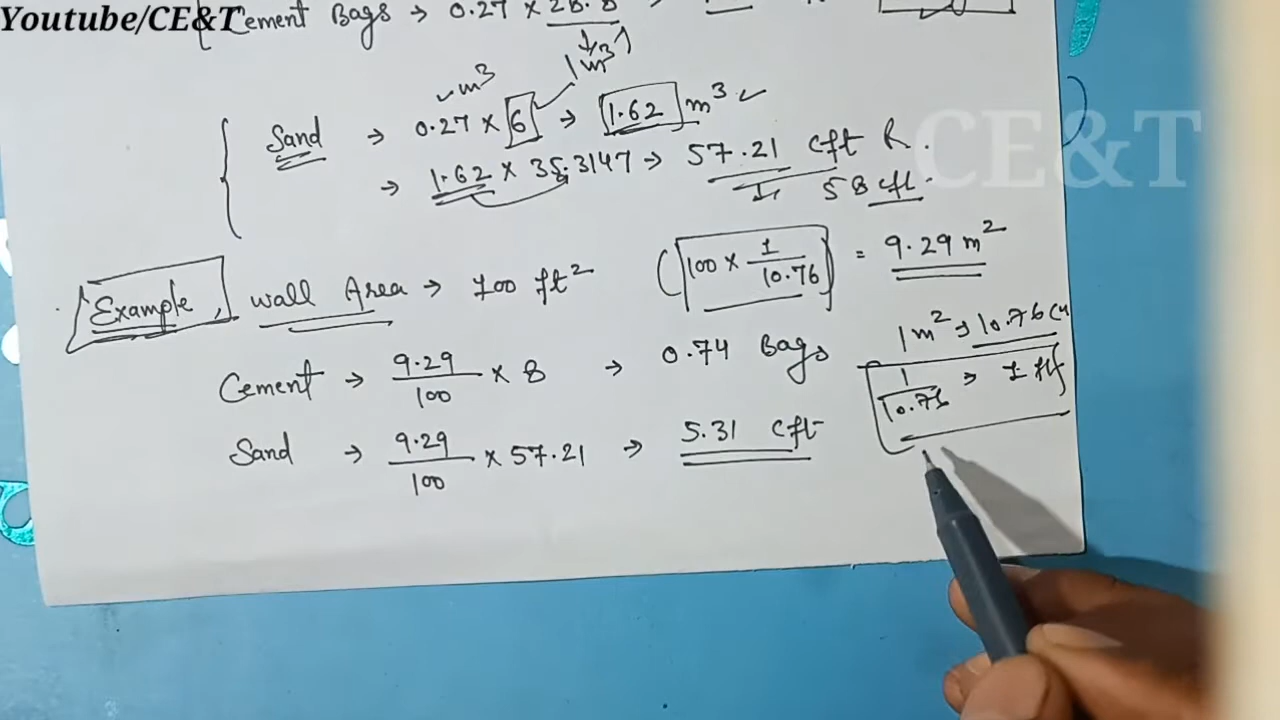 Youtube/CE&T
Cement Bags → 0.27 × 28.8
↓ 1 m³
✓m³
Sand → 0.27 × 6 → 1.62 m³ ✓
→ 1.62 × 35.3147 → 57.21 cft R.
58 cft.
CE&T
Example, wall Area → 100 ft² (100 × 1/10.76) = 9.29 m²
1 m² → 10.76
Cement → 9.29/100 × 8 → 0.74 Bags
1/10.76 → 1
Sand → 9.29/100 × 57.21 → 5.31 cft